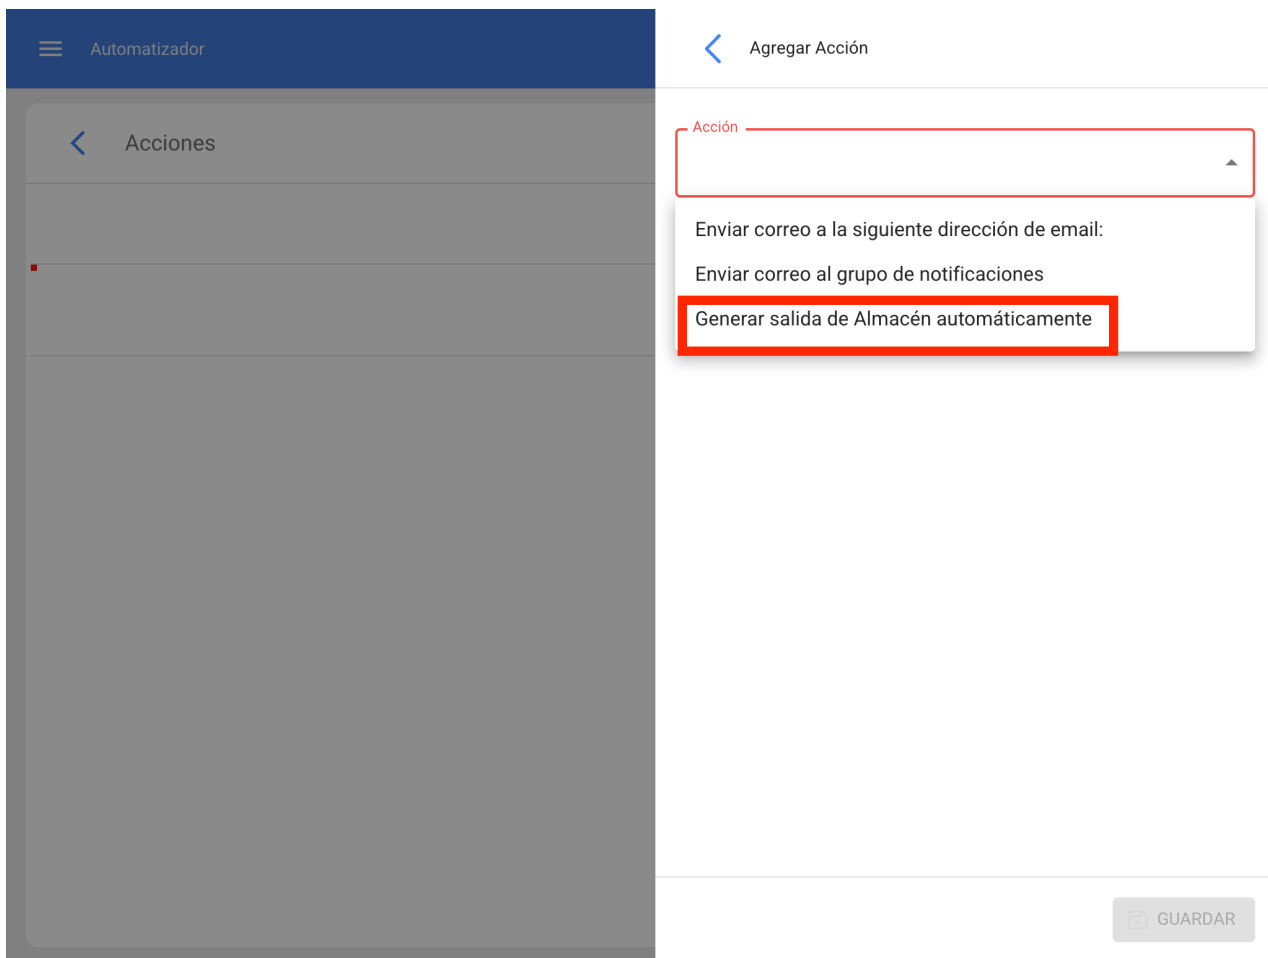 Automatizador
Agregar Acción
Acciones
Acción
Enviar correo a la siguiente dirección de email:
Enviar correo al grupo de notificaciones
Generar salida de Almacén automáticamente
GUARDAR